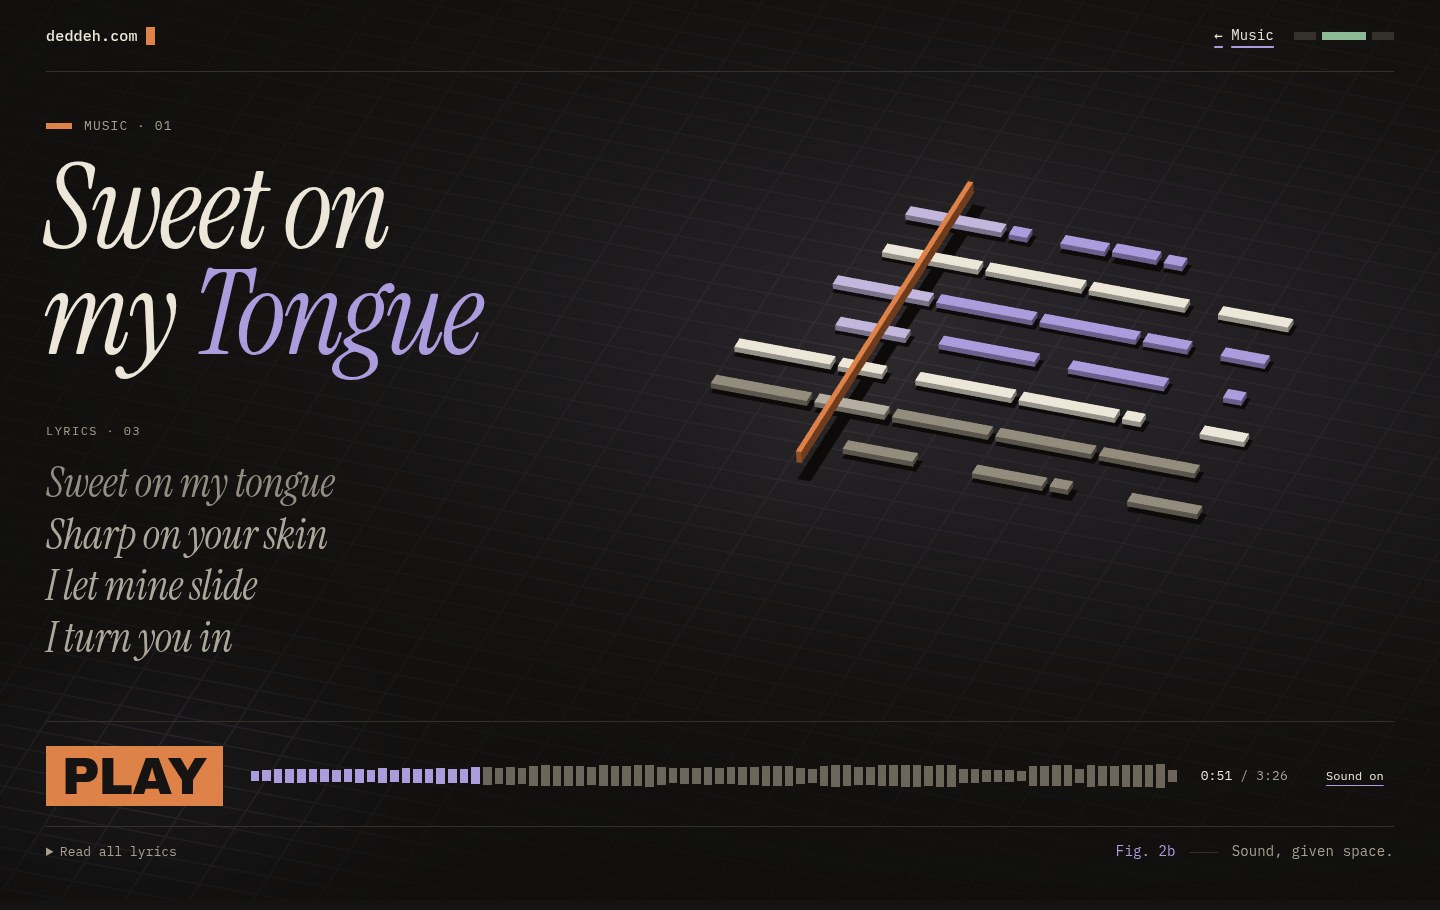 deddeh.com
← Music
MUSIC · 01
Sweet on
my Tongue
LYRICS · 03
Sweet on my tongue
Sharp on your skin
I let mine slide
I turn you in
PLAY
0:51 / 3:26
Sound on
Read all lyrics
Fig. 2b
Sound, given space.